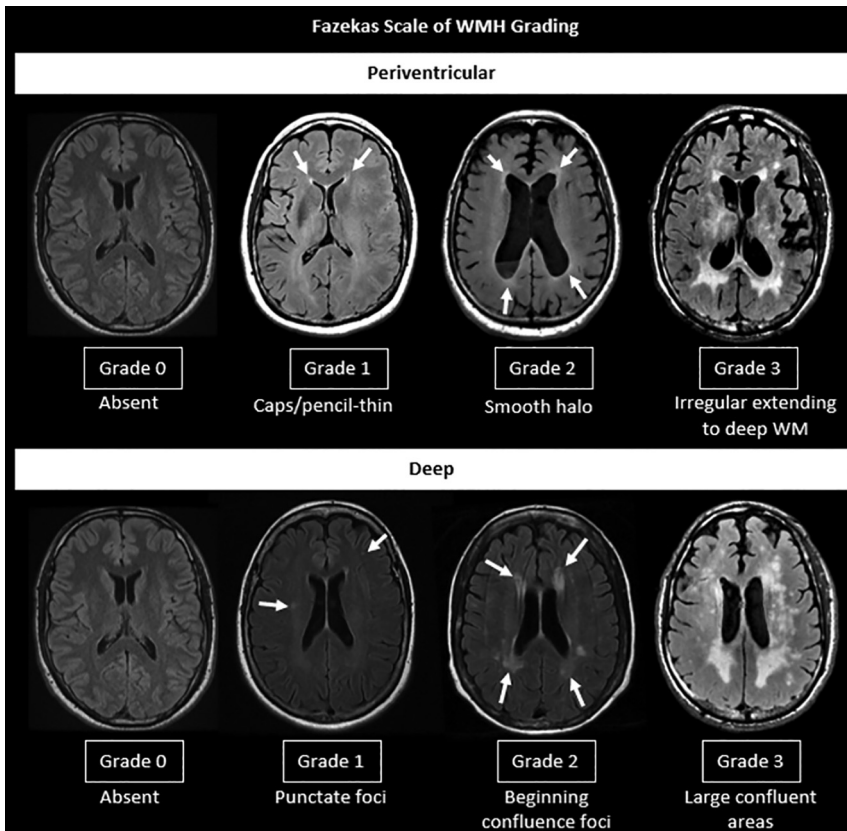 Fazekas Scale of WMH Grading
Periventricular
Grade 0
Grade 1
Grade 2
Grade 3
Absent
Caps/pencil-thin
Smooth halo
Irregular extending
to deep WM
Deep
Grade 0
Grade 1
Grade 2
Grade 3
Absent
Punctate foci
Beginning
confluence foci
Large confluent
areas